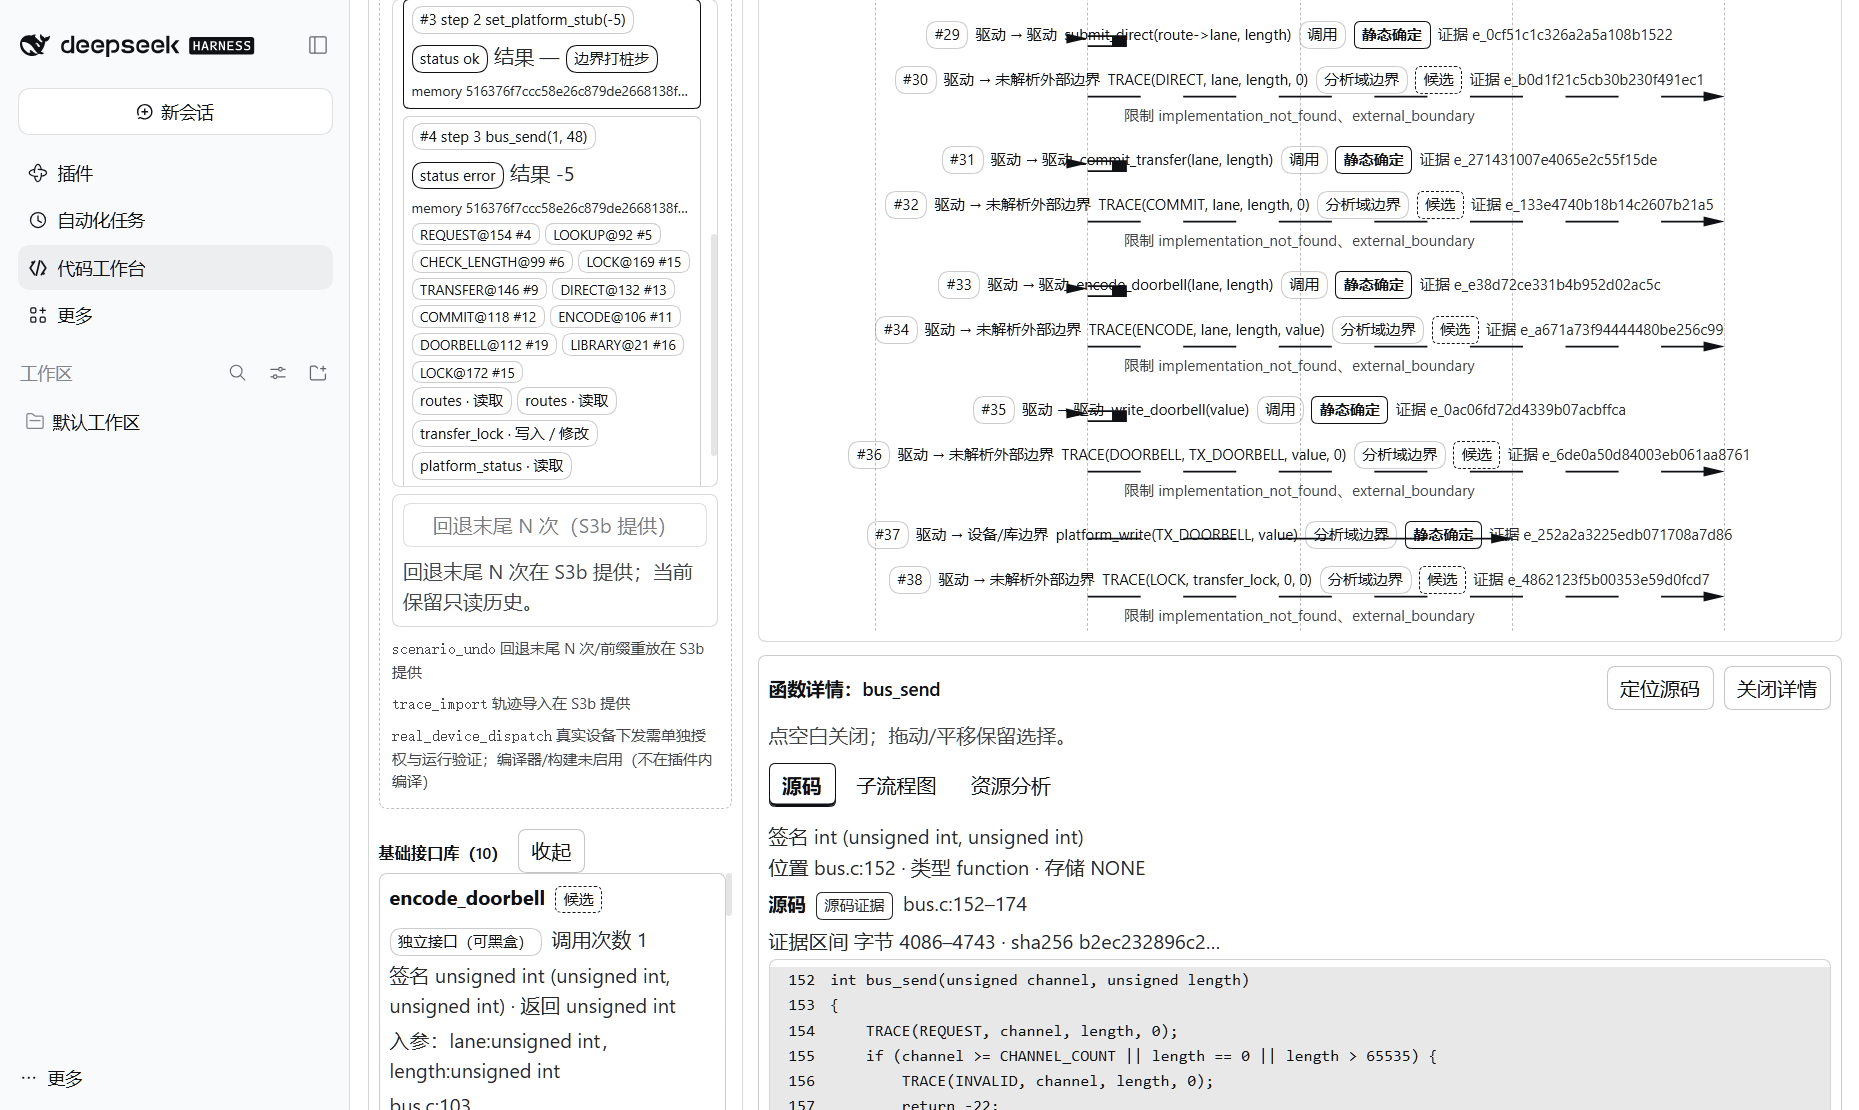 deepseek HARNESS
新会话
插件
自动化任务
代码工作台
更多
工作区
默认工作区
更多
#3 step 2 set_platform_stub(-5)
status ok 结果 — 边界打桩步
memory 516376f7ccc58e26c879de2668138f...
#4 step 3 bus_send(1, 48)
status error 结果 -5
memory 516376f7ccc58e26c879de2668138f...
REQUEST@154 #4 LOOKUP@92 #5
CHECK_LENGTH@99 #6 LOCK@169 #15
TRANSFER@146 #9 DIRECT@132 #13
COMMIT@118 #12 ENCODE@106 #11
DOORBELL@112 #19 LIBRARY@21 #16
LOCK@172 #15
routes · 读取 routes · 读取
transfer_lock · 写入 / 修改
platform_status · 读取
回退末尾 N 次（S3b 提供）
回退末尾 N 次在 S3b 提供；当前
保留只读历史。
scenario_undo 回退末尾 N 次/前缀重放在 S3b
提供
trace_import 轨迹导入在 S3b 提供
real_device_dispatch 真实设备下发需单独授
权与运行验证；编译器/构建未启用（不在插件内
编译）
基础接口库（10） 收起
encode_doorbell 候选
独立接口（可黑盒） 调用次数 1
签名 unsigned int (unsigned int,
unsigned int) · 返回 unsigned int
入参：lane:unsigned int，
length:unsigned int
bus.c:103
#29 驱动 → 驱动 submit_direct(route->lane, length) 调用 静态确定 证据 e_0cf51c1c326a2a5a108b1522
#30 驱动 → 未解析外部边界 TRACE(DIRECT, lane, length, 0) 分析域边界 候选 证据 e_b0d1f21c5cb30b230f491ec1
限制 implementation_not_found、external_boundary
#31 驱动 → 驱动 commit_transfer(lane, length) 调用 静态确定 证据 e_271431007e4065e2c55f15de
#32 驱动 → 未解析外部边界 TRACE(COMMIT, lane, length, 0) 分析域边界 候选 证据 e_133e4740b18b14c2607b21a5
限制 implementation_not_found、external_boundary
#33 驱动 → 驱动 encode_doorbell(lane, length) 调用 静态确定 证据 e_e38d72ce331b4b952d02ac5c
#34 驱动 → 未解析外部边界 TRACE(ENCODE, lane, length, value) 分析域边界 候选 证据 e_a671a73f94444480be256c99
限制 implementation_not_found、external_boundary
#35 驱动 → 驱动 write_doorbell(value) 调用 静态确定 证据 e_0ac06fd72d4339b07acbffca
#36 驱动 → 未解析外部边界 TRACE(DOORBELL, TX_DOORBELL, value, 0) 分析域边界 候选 证据 e_6de0a50d84003eb061aa8761
限制 implementation_not_found、external_boundary
#37 驱动 → 设备/库边界 platform_write(TX_DOORBELL, value) 分析域边界 静态确定 证据 e_252a2a3225edb071708a7d86
#38 驱动 → 未解析外部边界 TRACE(LOCK, transfer_lock, 0, 0) 分析域边界 候选 证据 e_4862123f5b00353e59d0fcd7
限制 implementation_not_found、external_boundary
函数详情：bus_send 定位源码 关闭详情
点空白关闭；拖动/平移保留选择。
源码 子流程图 资源分析
签名 int (unsigned int, unsigned int)
位置 bus.c:152 · 类型 function · 存储 NONE
源码 源码证据 bus.c:152–174
证据区间 字节 4086–4743 · sha256 b2ec232896c2...
152 int bus_send(unsigned channel, unsigned length)
153 {
154 TRACE(REQUEST, channel, length, 0);
155 if (channel >= CHANNEL_COUNT || length == 0 || length > 65535) {
156 TRACE(INVALID, channel, length, 0);
157 return -22;